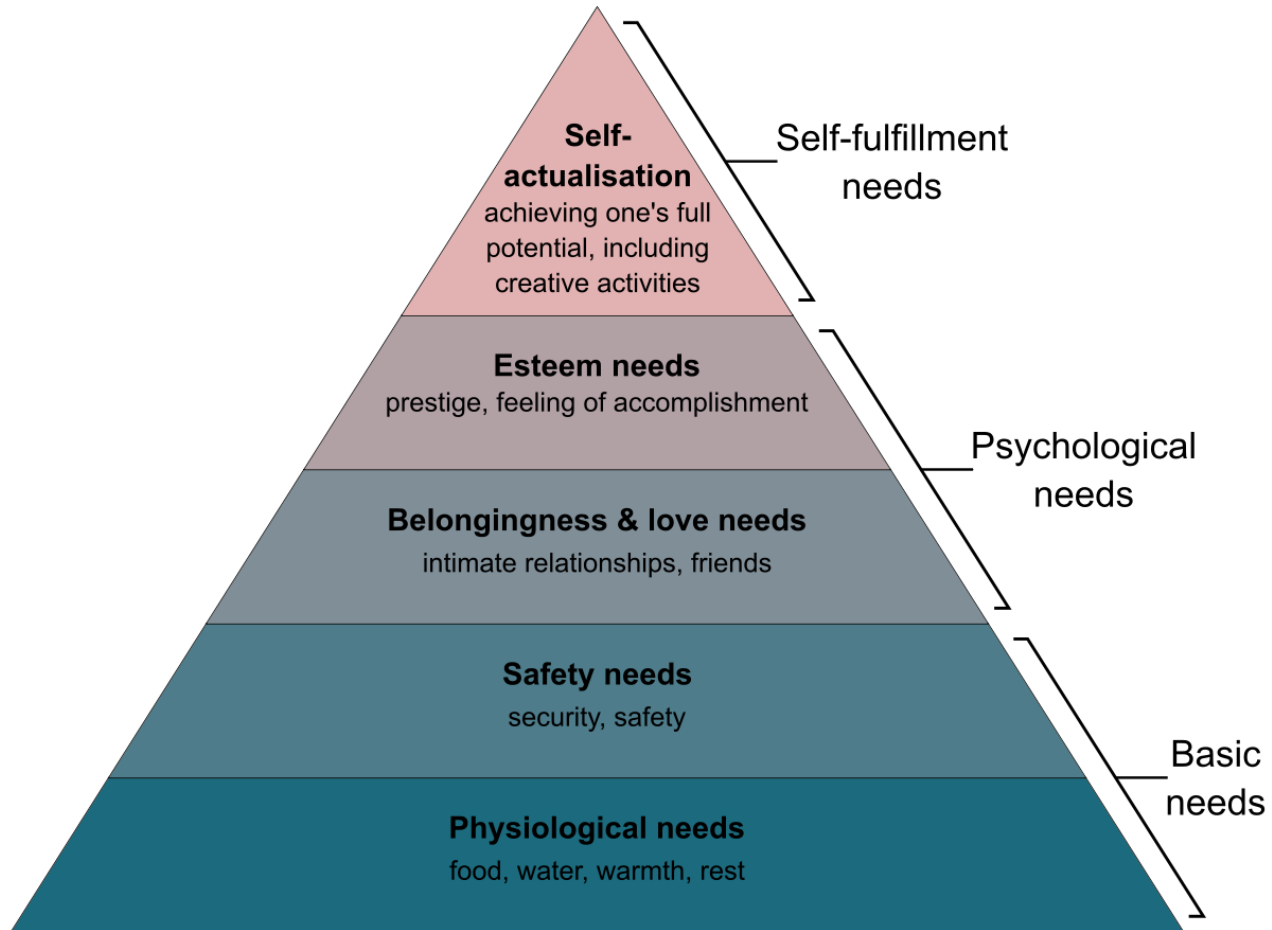 Self-
actualisation
achieving one's full
potential, including
creative activities
Self-fulfillment
needs
Esteem needs
prestige, feeling of accomplishment
Psychological
needs
Belongingness & love needs
intimate relationships, friends
Safety needs
security, safety
Basic
needs
Physiological needs
food, water, warmth, rest